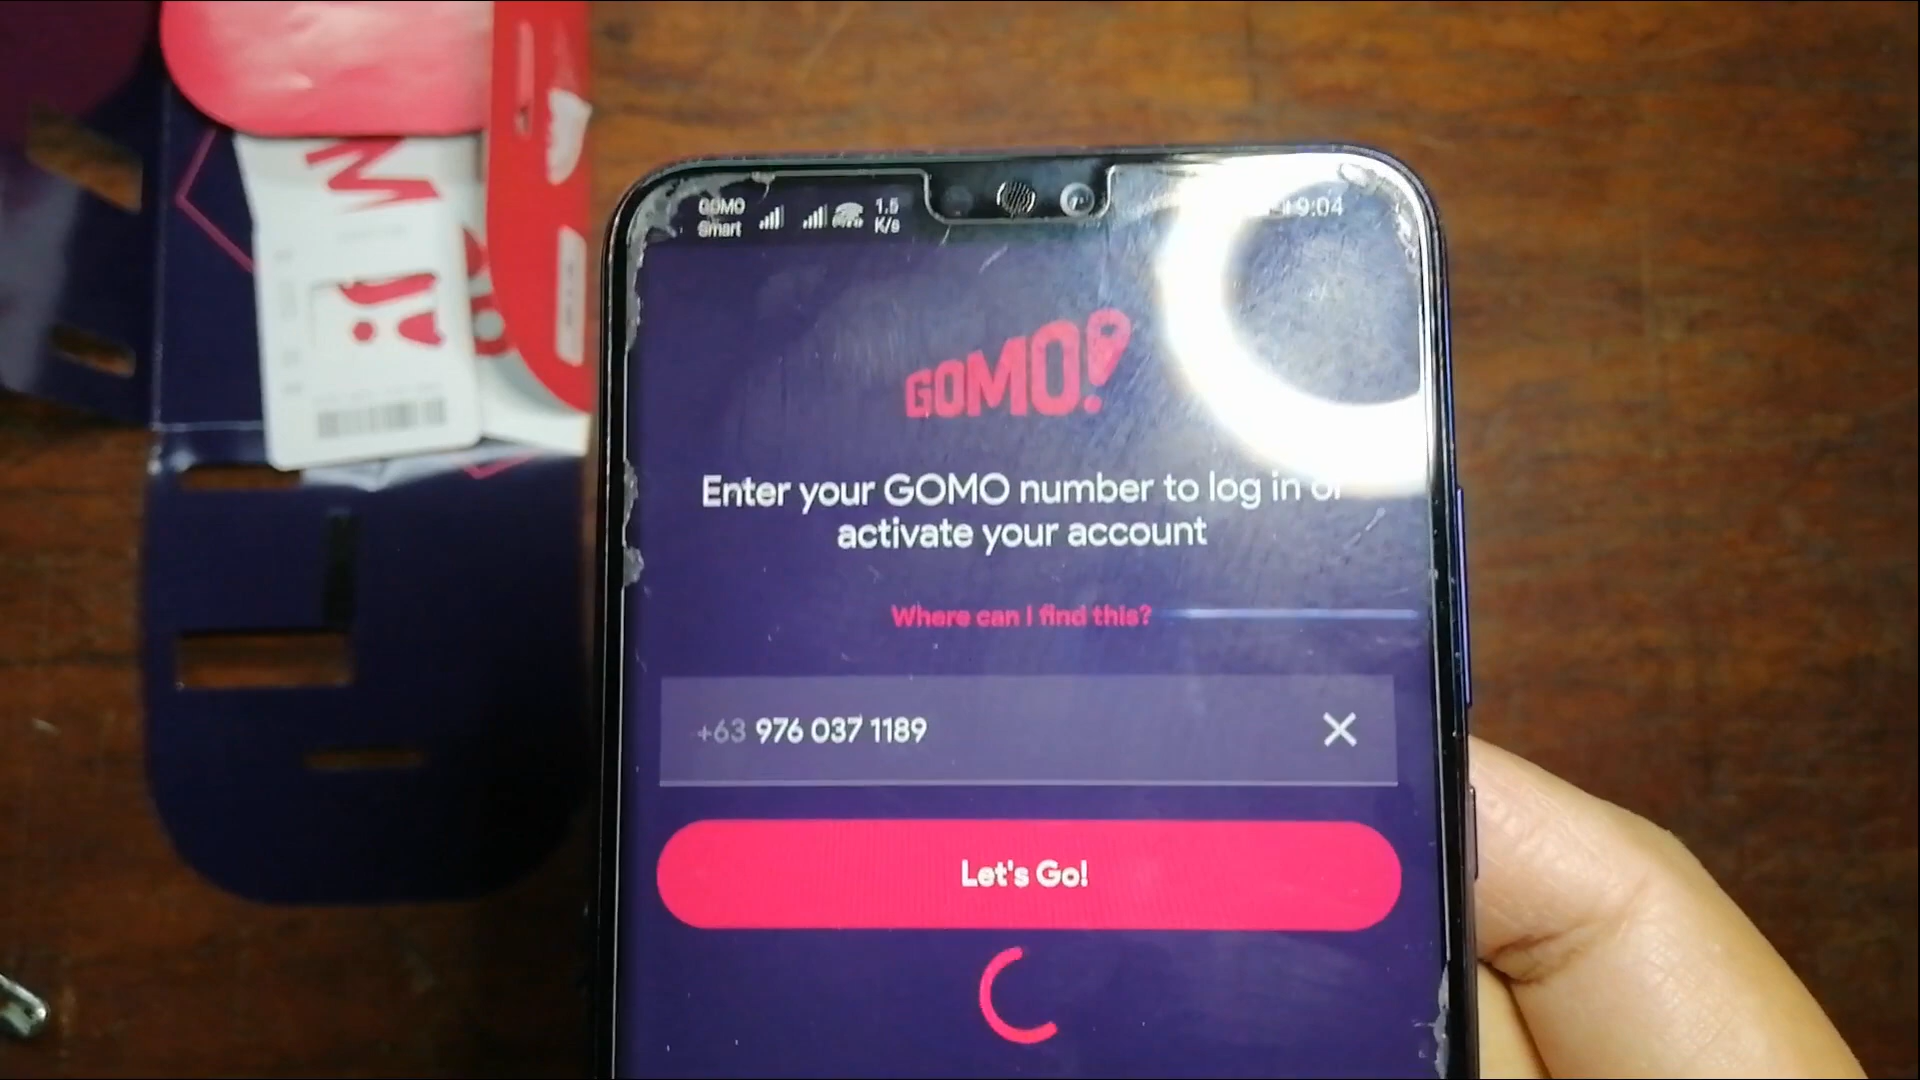 GOMO
Smart
1.5
K/s
9:04
GOMO!
Enter your GOMO number to log in or
activate your account
Where can I find this?
+63 976 037 1189
Let's Go!